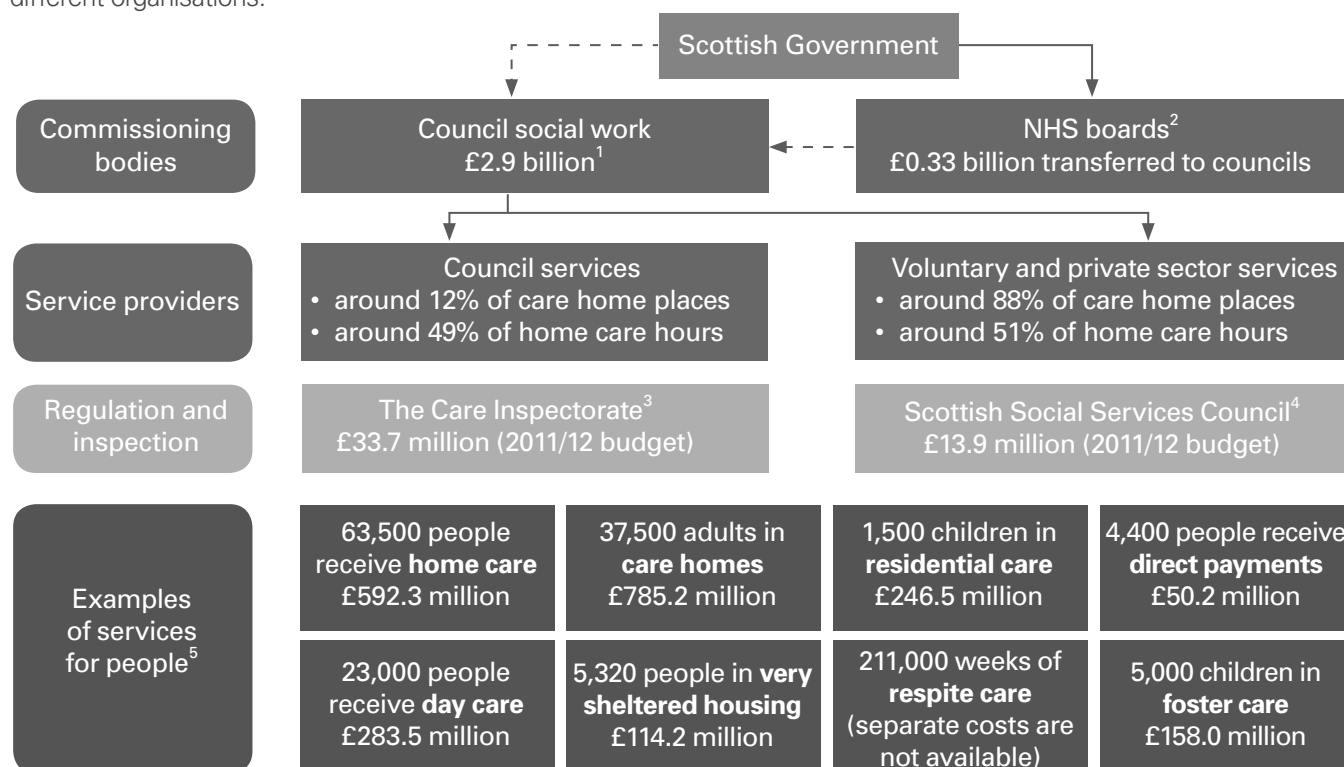 different organisations.
Scottish Government
Commissioning
bodies
Council social work
£2.9 billion1
NHS boards2
£0.33 billion transferred to councils
Service providers
Council services
• around 12% of care home places
• around 49% of home care hours
Voluntary and private sector services
• around 88% of care home places
• around 51% of home care hours
Regulation and
inspection
The Care Inspectorate3
£33.7 million (2011/12 budget)
Scottish Social Services Council4
£13.9 million (2011/12 budget)
Examples
of services
for people5
63,500 people
receive home care
£592.3 million
37,500 adults in
care homes
£785.2 million
1,500 children in
residential care
£246.5 million
4,400 people receive
direct payments
£50.2 million
23,000 people
receive day care
£283.5 million
5,320 people in very
sheltered housing
£114.2 million
211,000 weeks of
respite care
(separate costs are
not available)
5,000 children in
foster care
£158.0 million